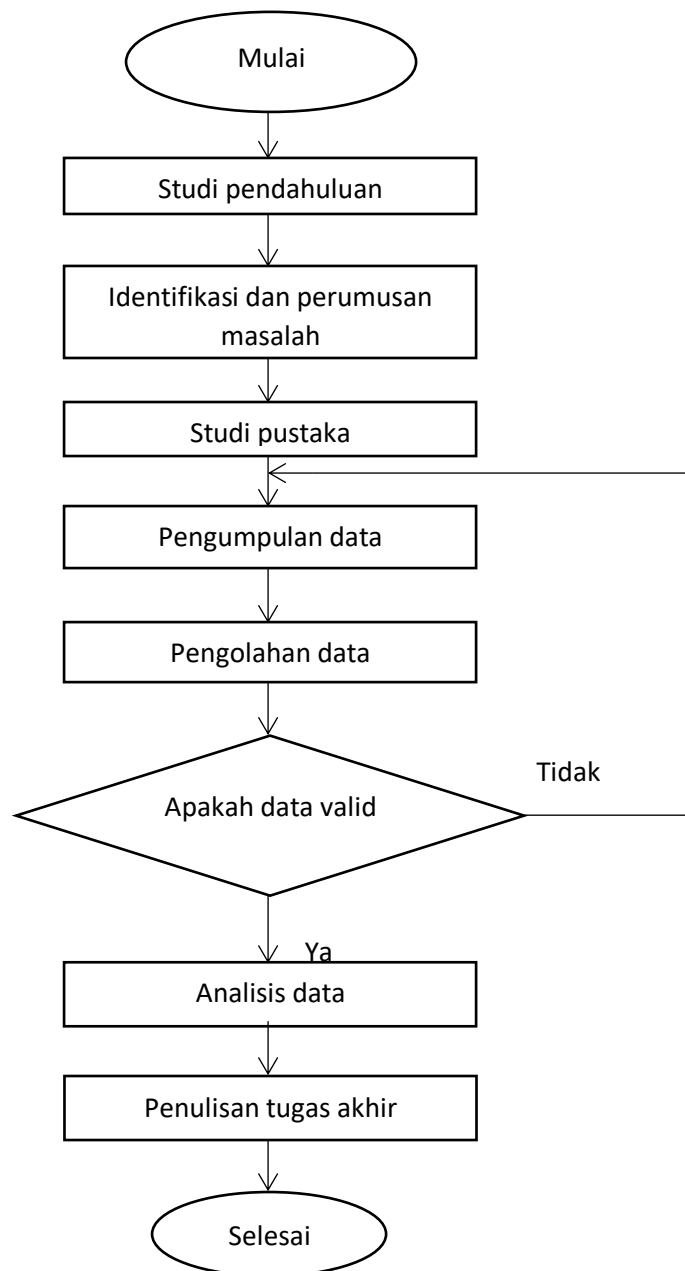 Mulai
Studi pendahuluan
Identifikasi dan perumusan
masalah
Studi pustaka
Pengumpulan data
Pengolahan data
Tidak
Apakah data valid
Ya
Analisis data
Penulisan tugas akhir
Selesai